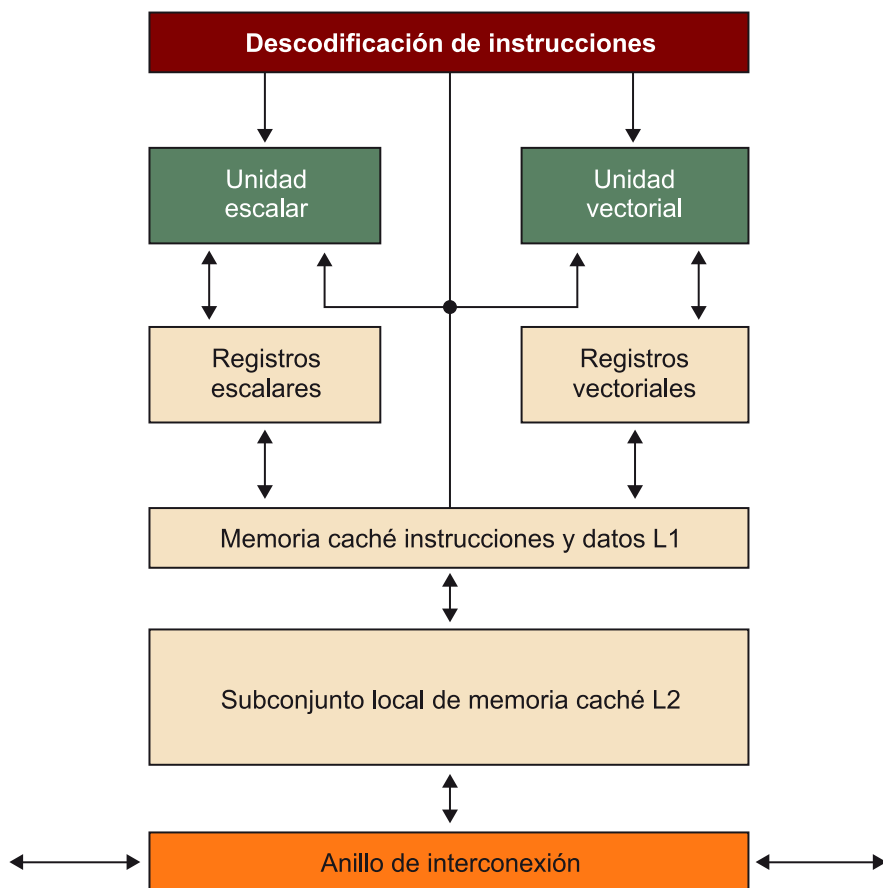 Descodificación de instrucciones
Unidad
escalar
Unidad
vectorial
Registros
escalares
Registros
vectoriales
Memoria caché instrucciones y datos L1
Subconjunto local de memoria caché L2
Anillo de interconexión